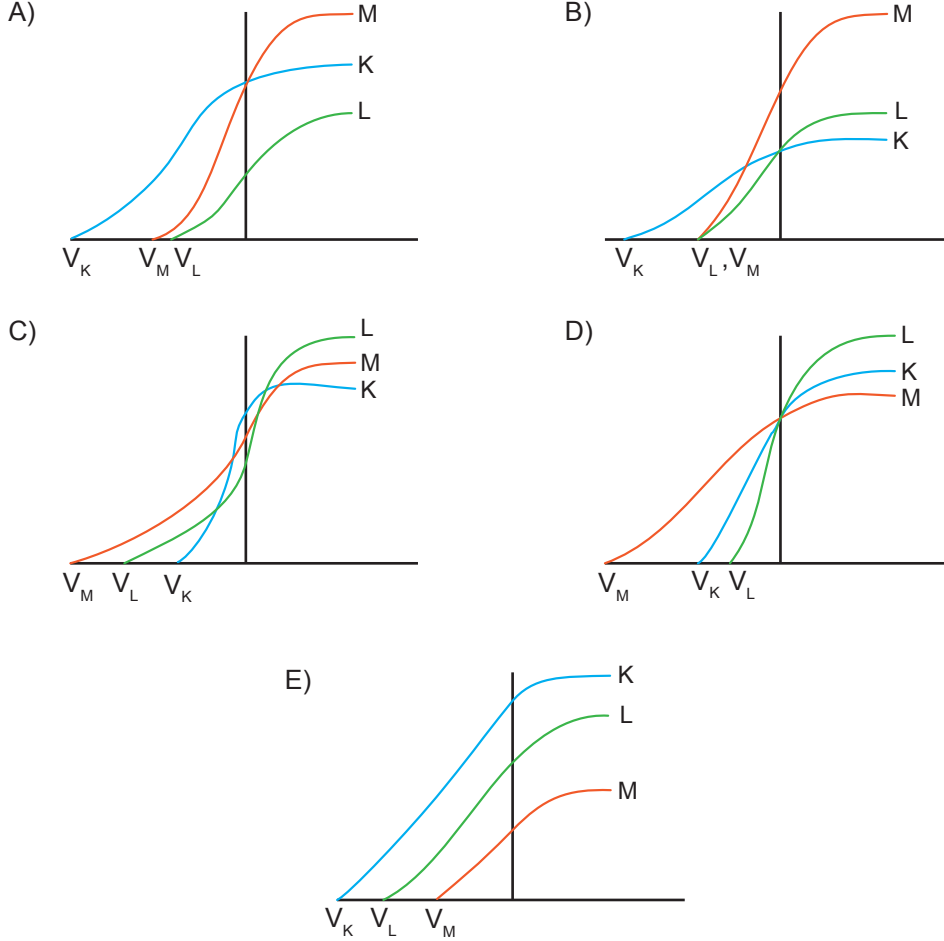 A)
M
K
L
V_K V_M V_L
B)
M
L
K
V_K V_L , V_M
C)
L
M
K
V_M V_L V_K
D)
L
K
M
V_M V_K V_L
E)
K
L
M
V_K V_L V_M